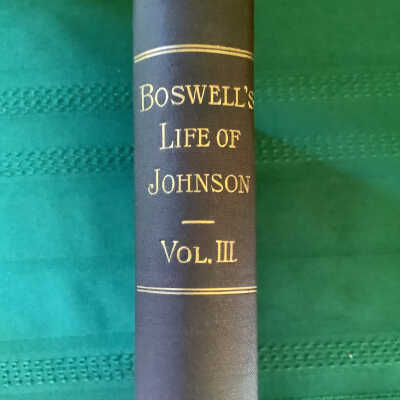 BOSWELL'S
LIFE OF
JOHNSON
VOL. III.